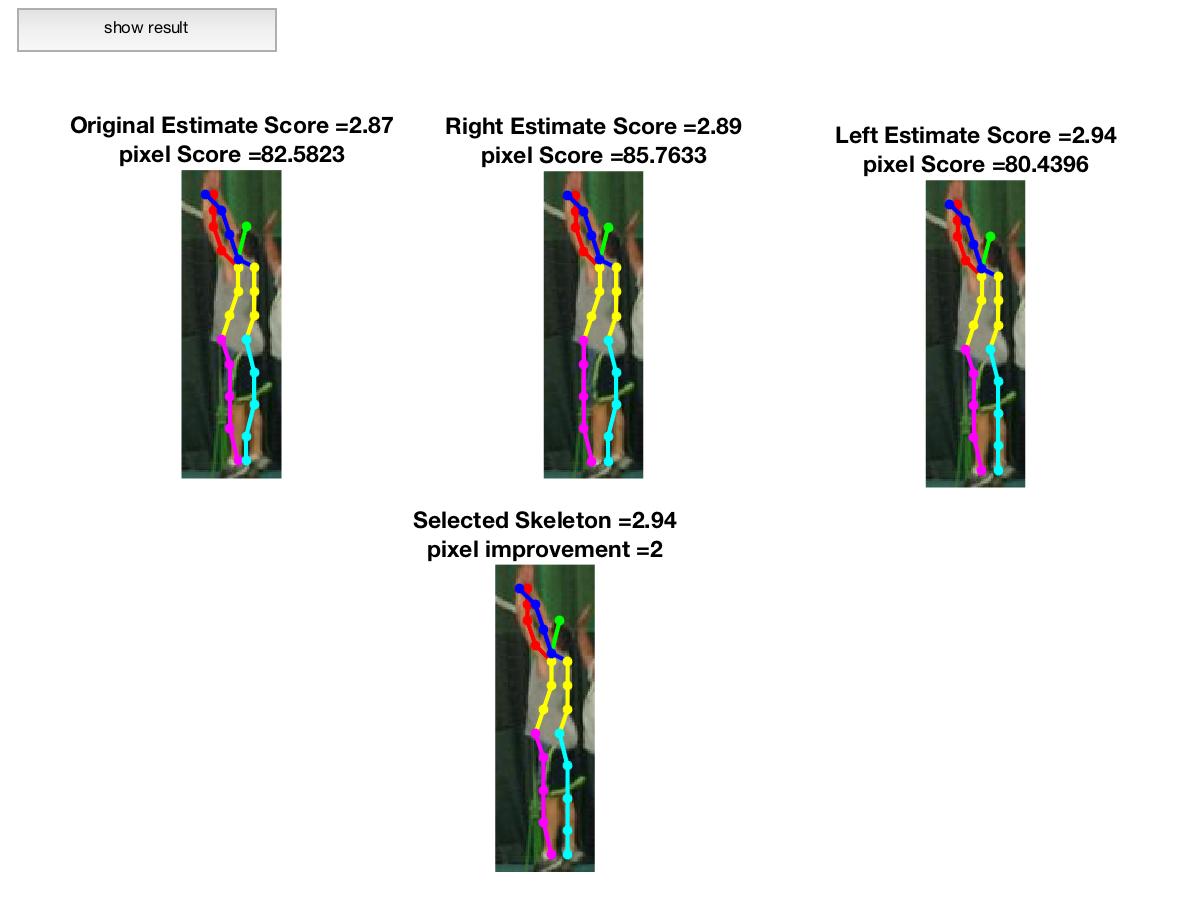 show result
Original Estimate Score =2.87
pixel Score =82.5823
Right Estimate Score =2.89
pixel Score =85.7633
Left Estimate Score =2.94
pixel Score =80.4396
Selected Skeleton =2.94
pixel improvement =2